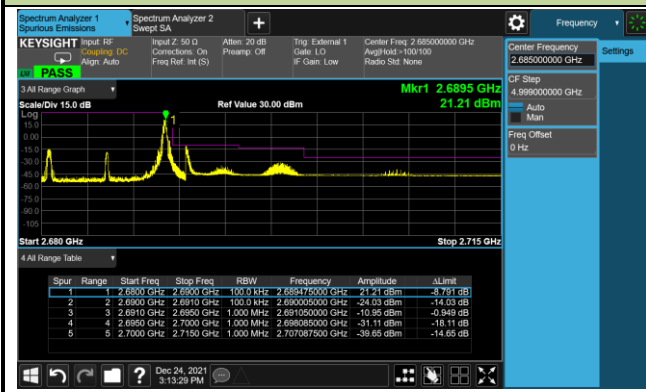 Spectrum Analyzer 1
Spurious Emissions
Spectrum Analyzer 2
Swept SA
Frequency
KEYSIGHT
Input: RF
Coupling: DC
Align: Auto
Input Z: 50 Ω
Corrections: On
Freq Ref: Int (S)
Atten: 20 dB
Preamp: Off
Trig: External 1
Gate: LO
IF Gain: Low
Center Freq: 2.685000000 GHz
Avg|Hold:>100/100
Radio Std: None
PASS
Center Frequency
2.685000000 GHz
Settings
CF Step
4.999000000 GHz
Auto
Man
Freq Offset
0 Hz
3 All Range Graph
Mkr1 2.6895 GHz
Scale/Div 15.0 dB
Ref Value 30.00 dBm
21.21 dBm
Log
15.0
0.00
-15.0
-30.0
-45.0
-60.0
-75.0
-90.0
-105
1
Start 2.680 GHz
Stop 2.715 GHz
4 All Range Table
Spur Range Start Freq Stop Freq RBW Frequency Amplitude ΔLimit
1 1 2.6800 GHz 2.6900 GHz 100.0 kHz 2.689475000 GHz 21.21 dBm -8.791 dB
2 2 2.6900 GHz 2.6910 GHz 100.0 kHz 2.690005000 GHz -24.03 dBm -14.03 dB
3 3 2.6910 GHz 2.6950 GHz 1.000 MHz 2.691050000 GHz -10.95 dBm -0.949 dB
4 4 2.6950 GHz 2.7000 GHz 1.000 MHz 2.698085000 GHz -31.11 dBm -18.11 dB
5 5 2.7000 GHz 2.7150 GHz 1.000 MHz 2.707087500 GHz -39.65 dBm -14.65 dB
Dec 24, 2021
3:13:29 PM